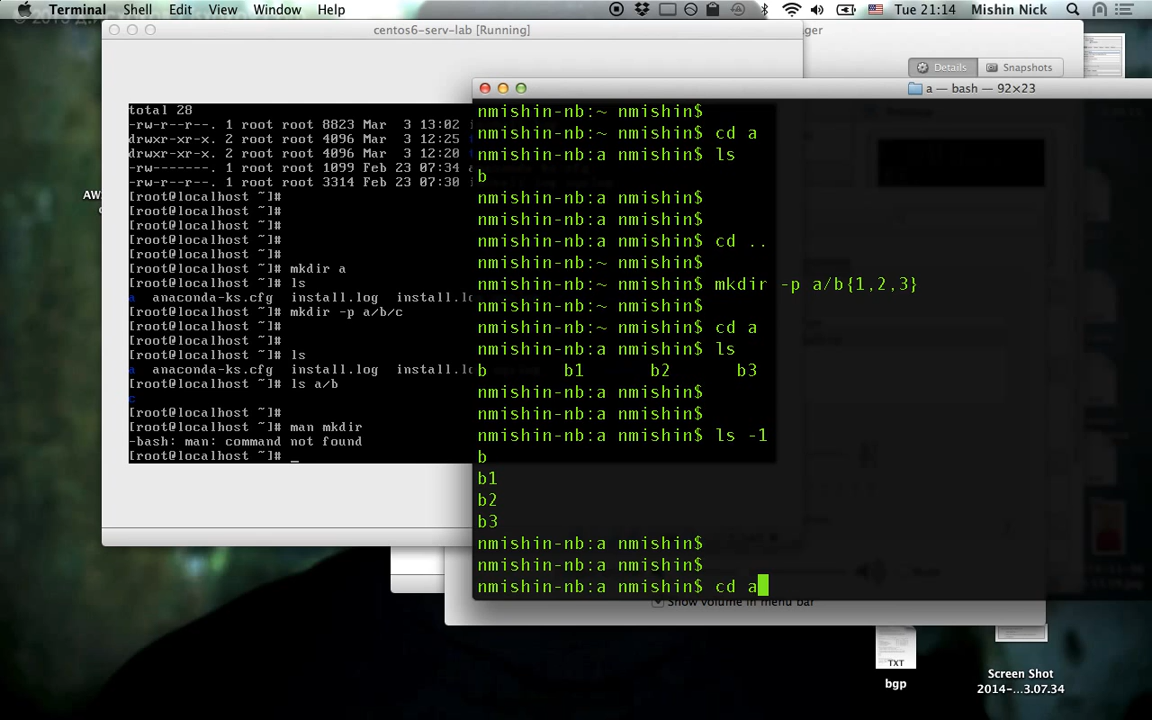 Terminal Shell Edit View Window Help Tue 21:14 Mishin Nick
centos6-serv-lab [Running]
Details Snapshots
total 28
-rw-r--r--. 1 root root 8823 Mar 3 13:02
drwxr-xr-x. 2 root root 4096 Mar 3 12:25
drwxr-xr-x. 2 root root 4096 Mar 3 12:20
-rw-------. 1 root root 1099 Feb 23 07:34
-rw-r--r--. 1 root root 3314 Feb 23 07:30
[root@localhost ~]#
[root@localhost ~]#
[root@localhost ~]#
[root@localhost ~]#
[root@localhost ~]#
[root@localhost ~]# mkdir a
[root@localhost ~]# ls
a anaconda-ks.cfg install.log
[root@localhost ~]# mkdir -p a/b/c
[root@localhost ~]#
[root@localhost ~]#
[root@localhost ~]# ls
a anaconda-ks.cfg install.log
[root@localhost ~]# ls a/b
c
[root@localhost ~]#
[root@localhost ~]# man mkdir
-bash: man: command not found
[root@localhost ~]# _
a — bash — 92×23
nmishin-nb:~ nmishin$
nmishin-nb:~ nmishin$ cd a
nmishin-nb:a nmishin$ ls
b
nmishin-nb:a nmishin$
nmishin-nb:a nmishin$
nmishin-nb:a nmishin$ cd ..
nmishin-nb:~ nmishin$
nmishin-nb:~ nmishin$ mkdir -p a/b{1,2,3}
nmishin-nb:~ nmishin$
nmishin-nb:~ nmishin$ cd a
nmishin-nb:a nmishin$ ls
b b1 b2 b3
nmishin-nb:a nmishin$
nmishin-nb:a nmishin$
nmishin-nb:a nmishin$ ls -1
b
b1
b2
b3
nmishin-nb:a nmishin$
nmishin-nb:a nmishin$
nmishin-nb:a nmishin$ cd a
Show volume in menu bar
TXT
bgp
Screen Shot
2014-...3.07.34